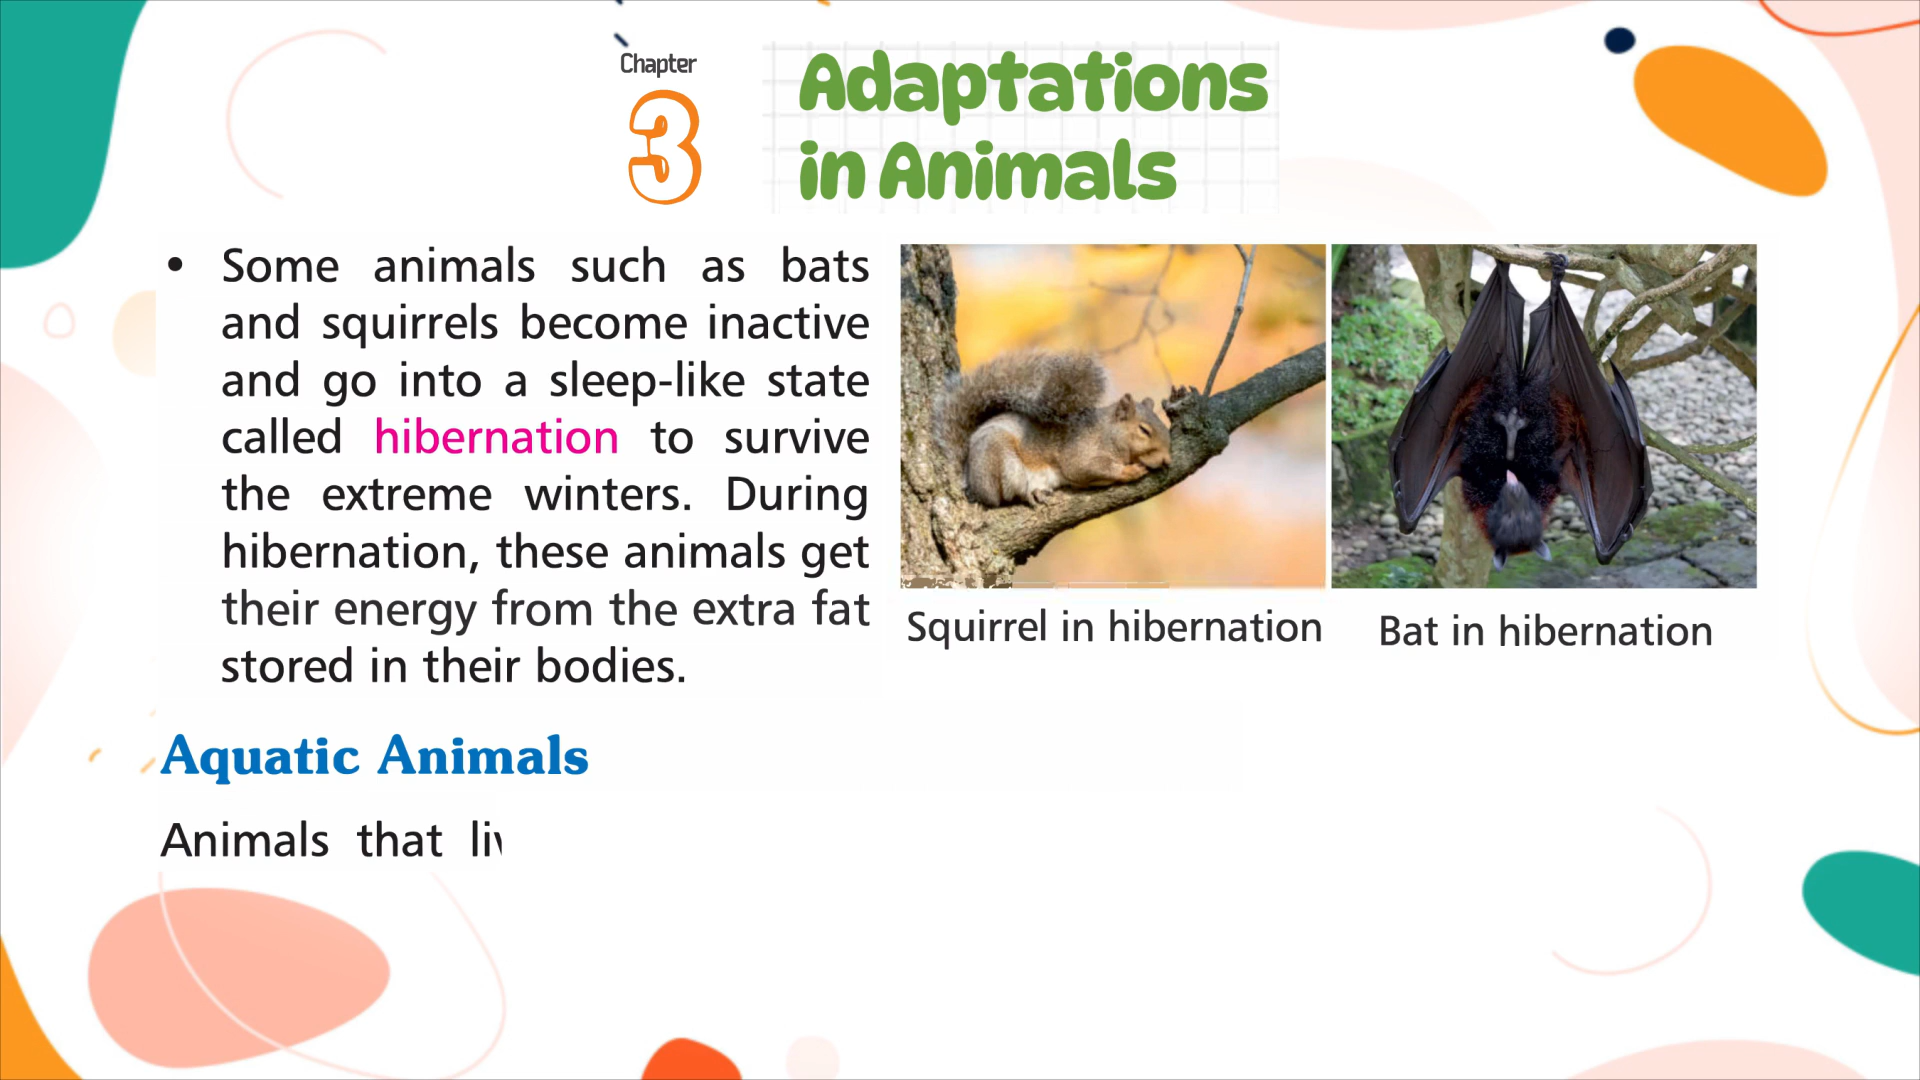 Chapter
3
Adaptations
in Animals
• Some animals such as bats
and squirrels become inactive
and go into a sleep-like state
called hibernation to survive
the extreme winters. During
hibernation, these animals get
their energy from the extra fat
stored in their bodies.
Squirrel in hibernation
Bat in hibernation
Aquatic Animals
Animals that